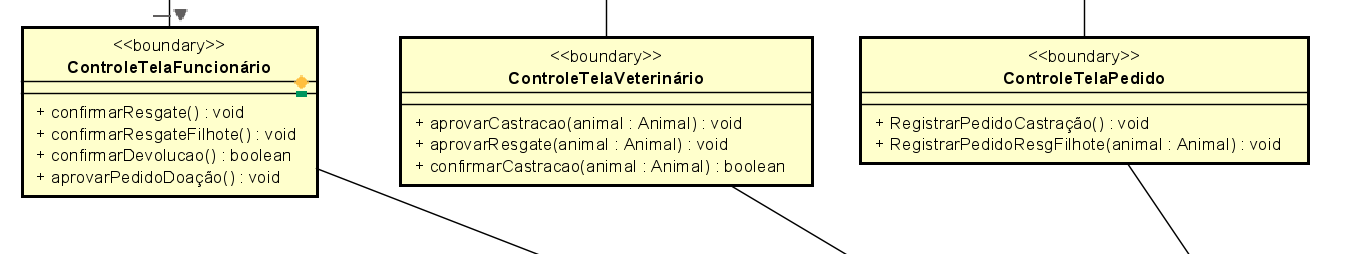 <<boundary>>
ControleTelaFuncionário
+ confirmarResgate() : void
+ confirmarResgateFilhote() : void
+ confirmarDevolucao() : boolean
+ aprovarPedidoDoação() : void
<<boundary>>
ControleTelaVeterinário
+ aprovarCastracao(animal : Animal) : void
+ aprovarResgate(animal : Animal) : void
+ confirmarCastracao(animal : Animal) : boolean
<<boundary>>
ControleTelaPedido
+ RegistrarPedidoCastração() : void
+ RegistrarPedidoResgFilhote(animal : Animal) : void